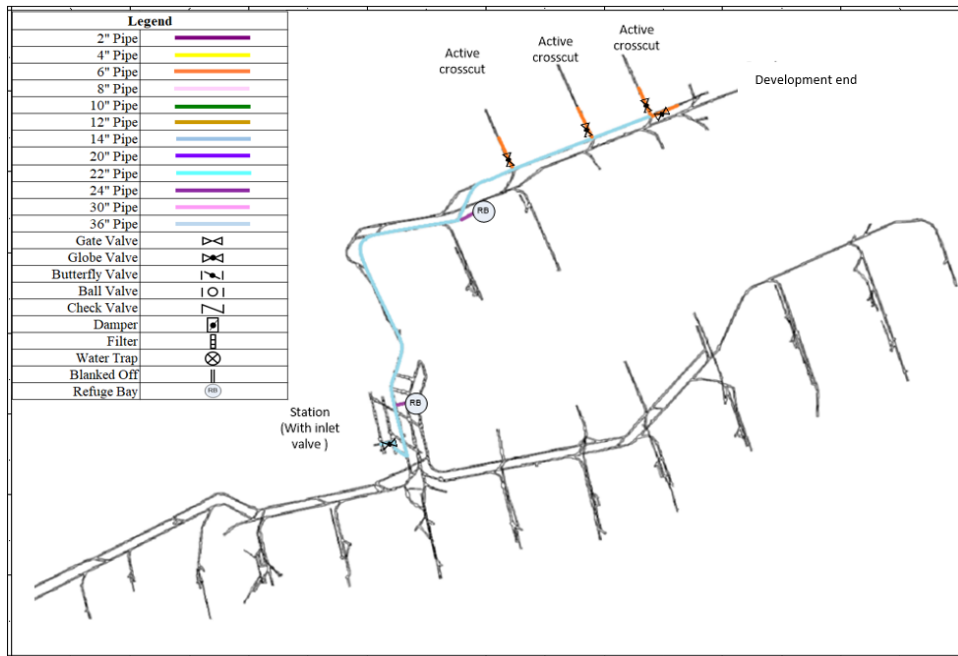 Legend
2" Pipe
4" Pipe
6" Pipe
8" Pipe
10" Pipe
12" Pipe
14" Pipe
20" Pipe
22" Pipe
24" Pipe
30" Pipe
36" Pipe
Gate Valve
Globe Valve
Butterfly Valve
Ball Valve
Check Valve
Damper
Filter
Water Trap
Blanked Off
Refuge Bay
RB
Active
crosscut
Active
crosscut
Active
crosscut
Development end
RB
RB
Station
(With inlet
valve )